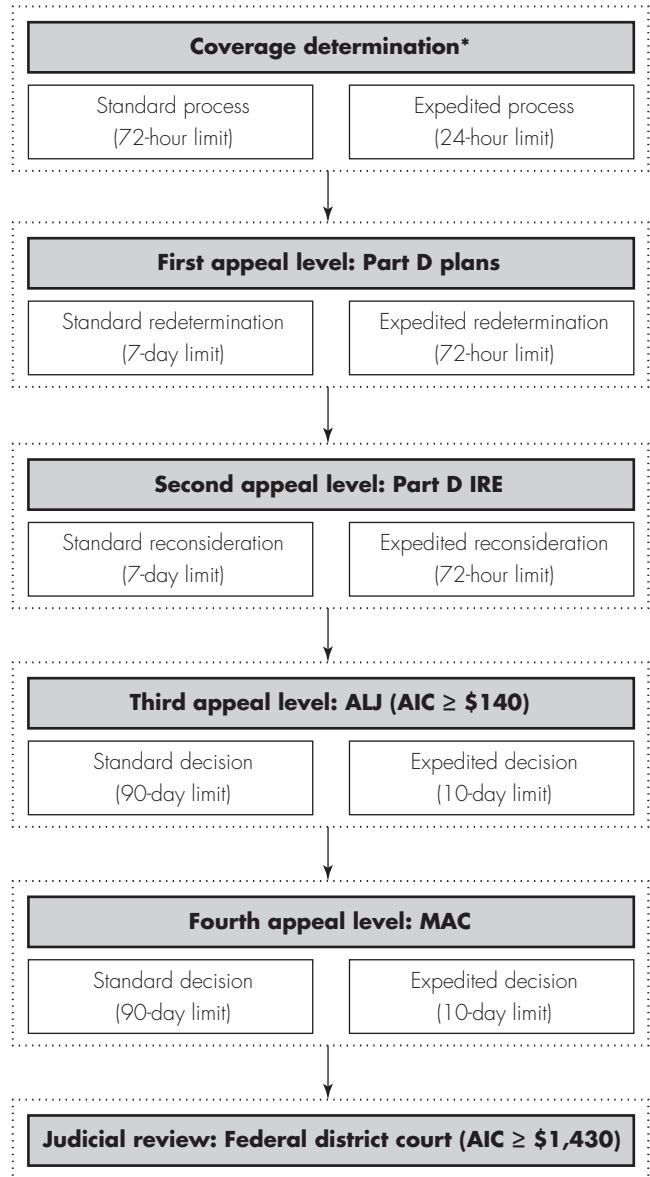 Coverage determination*
Standard process
(72-hour limit)
Expedited process
(24-hour limit)
First appeal level: Part D plans
Standard redetermination
(7-day limit)
Expedited redetermination
(72-hour limit)
Second appeal level: Part D IRE
Standard reconsideration
(7-day limit)
Expedited reconsideration
(72-hour limit)
Third appeal level: ALJ (AIC ≥ $140)
Standard decision
(90-day limit)
Expedited decision
(10-day limit)
Fourth appeal level: MAC
Standard decision
(90-day limit)
Expedited decision
(10-day limit)
Judicial review: Federal district court (AIC ≥ $1,430)